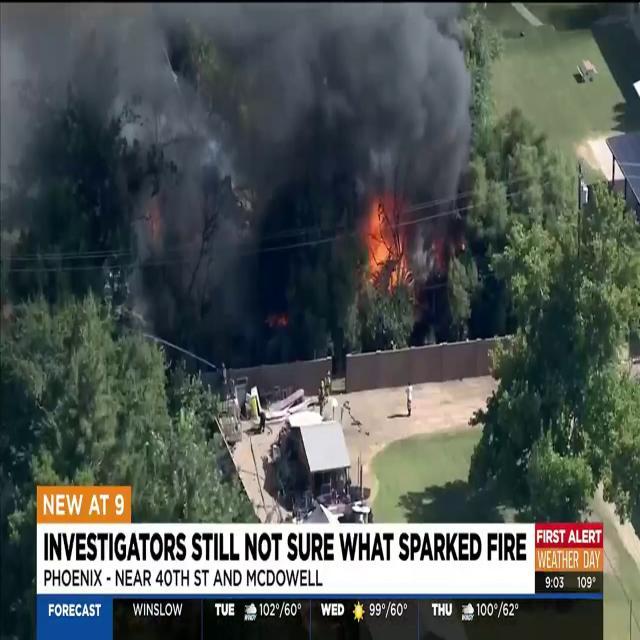 NEW AT 9
INVESTIGATORS STILL NOT SURE WHAT SPARKED FIRE
PHOENIX - NEAR 40TH ST AND MCDOWELL
FIRST ALERT
WEATHER DAY
9:03 109°
FORECAST WINSLOW TUE 102°/60° WED 99°/60° THU 100°/62°